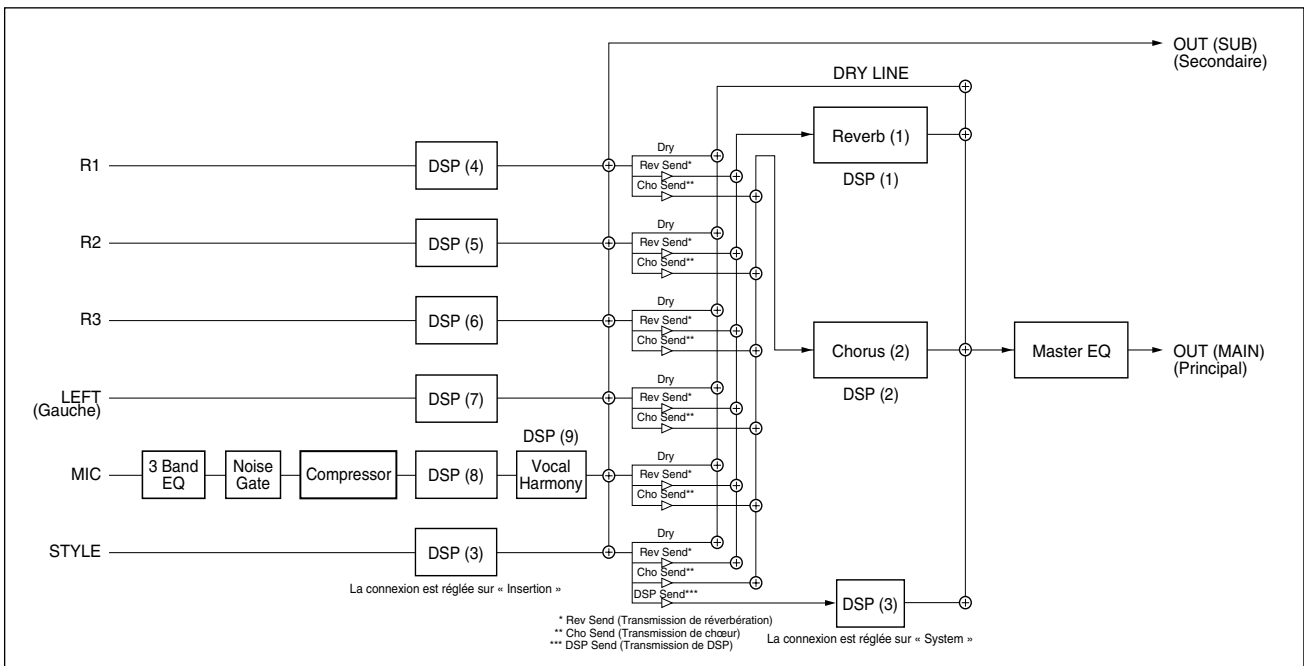 OUT (SUB)
(Secondaire)
DRY LINE
R1
DSP (4)
Dry
Rev Send*
Cho Send**
Reverb (1)
DSP (1)
R2
DSP (5)
Dry
Rev Send*
Cho Send**
R3
DSP (6)
Dry
Rev Send*
Cho Send**
Chorus (2)
DSP (2)
Master EQ
OUT (MAIN)
(Principal)
LEFT
(Gauche)
DSP (7)
Dry
Rev Send*
Cho Send**
MIC
3 Band
EQ
Noise
Gate
Compressor
DSP (8)
DSP (9)
Vocal
Harmony
Dry
Rev Send*
Cho Send**
STYLE
DSP (3)
La connexion est réglée sur « Insertion »
Dry
Rev Send*
Cho Send**
DSP Send***
DSP (3)
La connexion est réglée sur « System »
* Rev Send (Transmission de réverbération)
** Cho Send (Transmission de chœur)
*** DSP Send (Transmission de DSP)